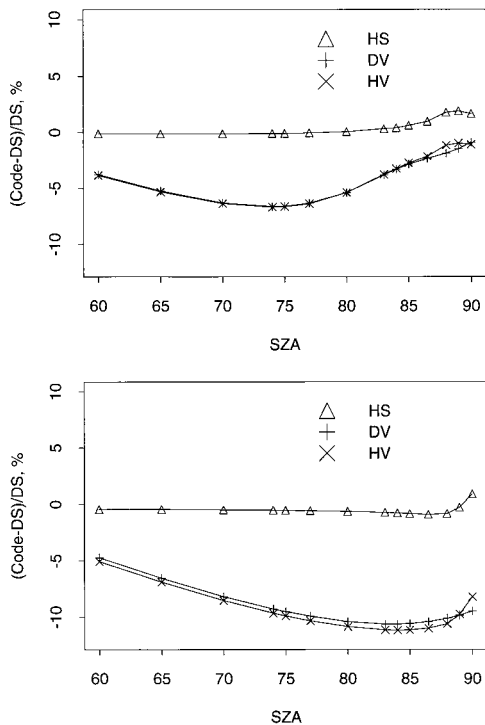 10
5
0
-5
-10
(Code-DS)/DS, %
HS
DV
HV
60 65 70 75 80 85 90
SZA
10
5
0
-5
-10
(Code-DS)/DS, %
HS
DV
HV
60 65 70 75 80 85 90
SZA